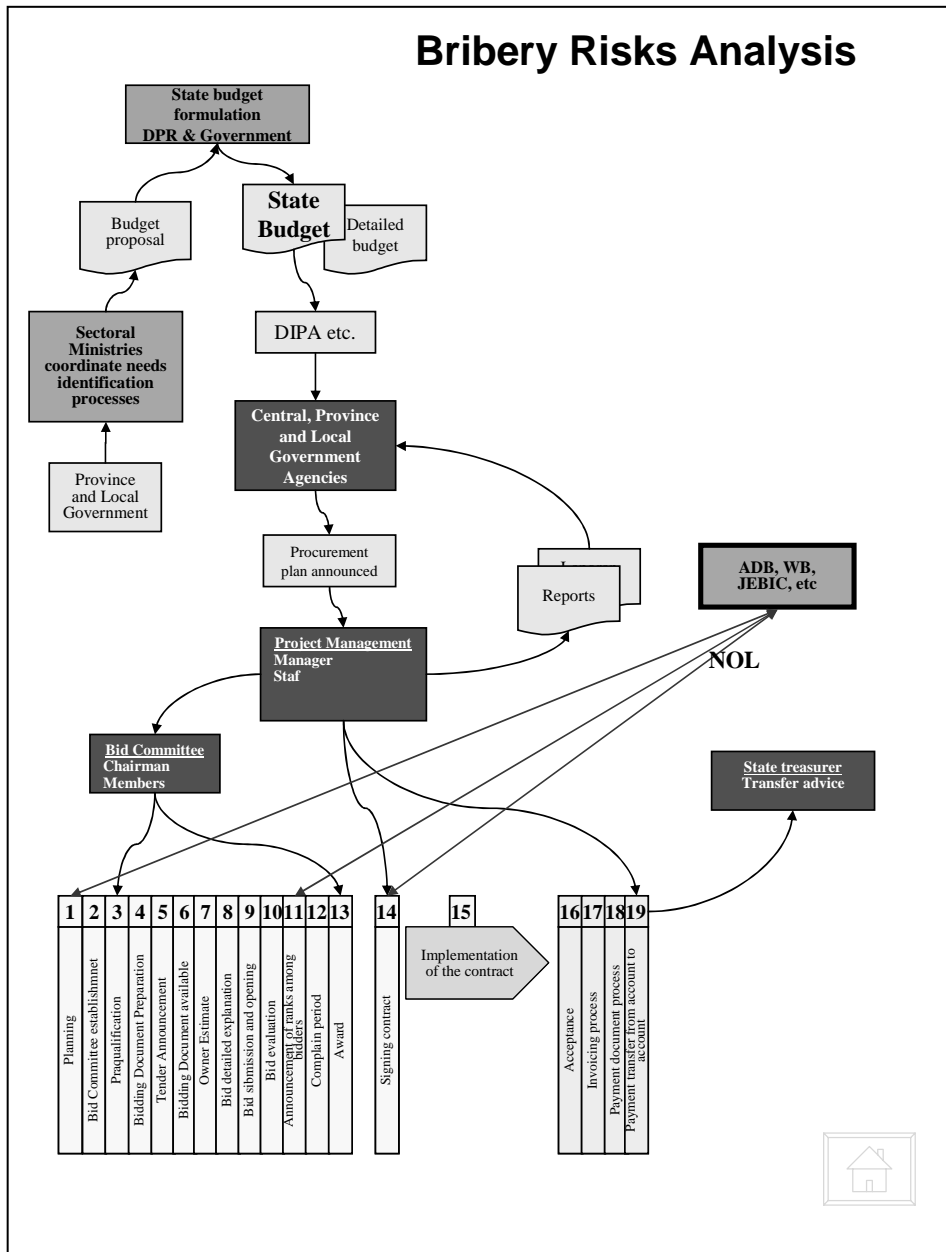 Bribery Risks Analysis
State budget
formulation
DPR & Government
Budget
proposal
State
Budget
Detailed
budget
Sectoral
Ministries
coordinate needs
identification
processes
DIPA etc.
Central, Province
and Local
Government
Agencies
Province
and Local
Government
Procurement
plan announced
Reports
ADB, WB,
JEBIC, etc
NOL
Project Management
Manager
Staf
Bid Committee
Chairman
Members
State treasurer
Transfer advice
1 2 3 4 5 6 7 8 9 10 11 12 13 14 15 16 17 18 19
Planning
Bid Committee establishmnet
Praqualification
Bidding Document Preparation
Tender Announcement
Bidding Document available
Owner Estimate
Bid detailed explanation
Bid sibmission and opening
Bid evaluation
Announcement of ranks among
bidders
Complain period
Award
Signing contract
Implementation
of the contract
Acceptance
Invoicing process
Payment document process
Payment transfer from account to
account